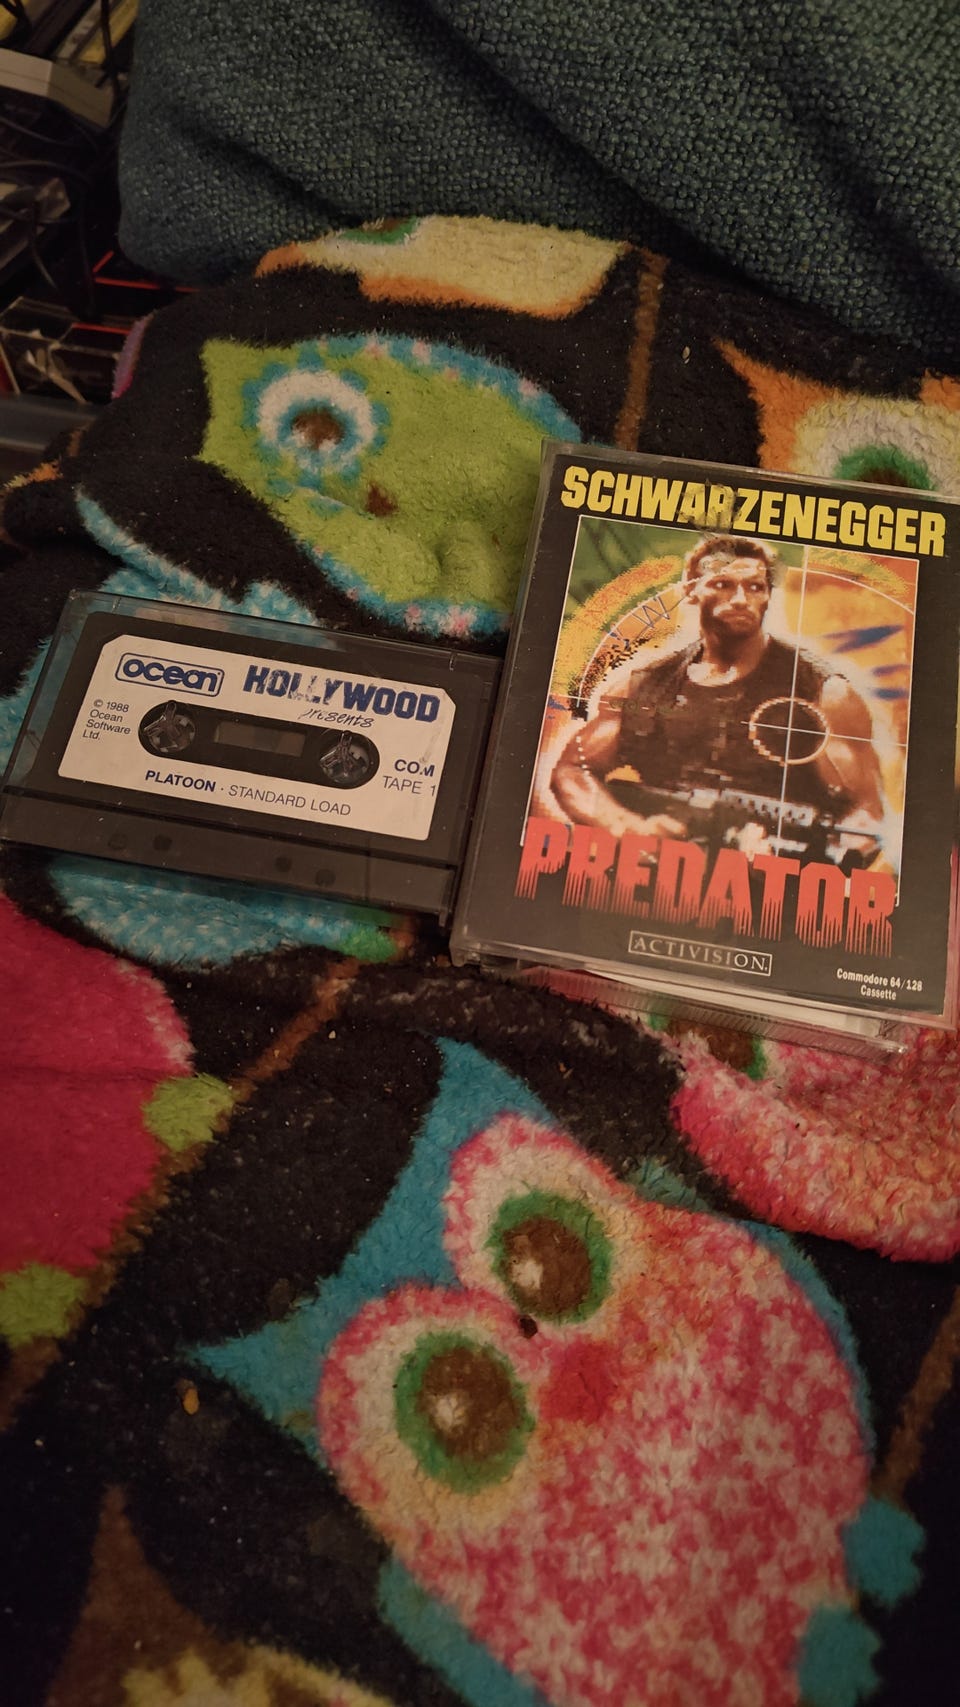 ocean
HOLLYWOOD
presents
© 1988
Ocean
Software
Ltd.
COM
TAPE 1
PLATOON · STANDARD LOAD
SCHWARZENEGGER
PREDATOR
ACTIVISION.
Commodore 64/128
Cassette